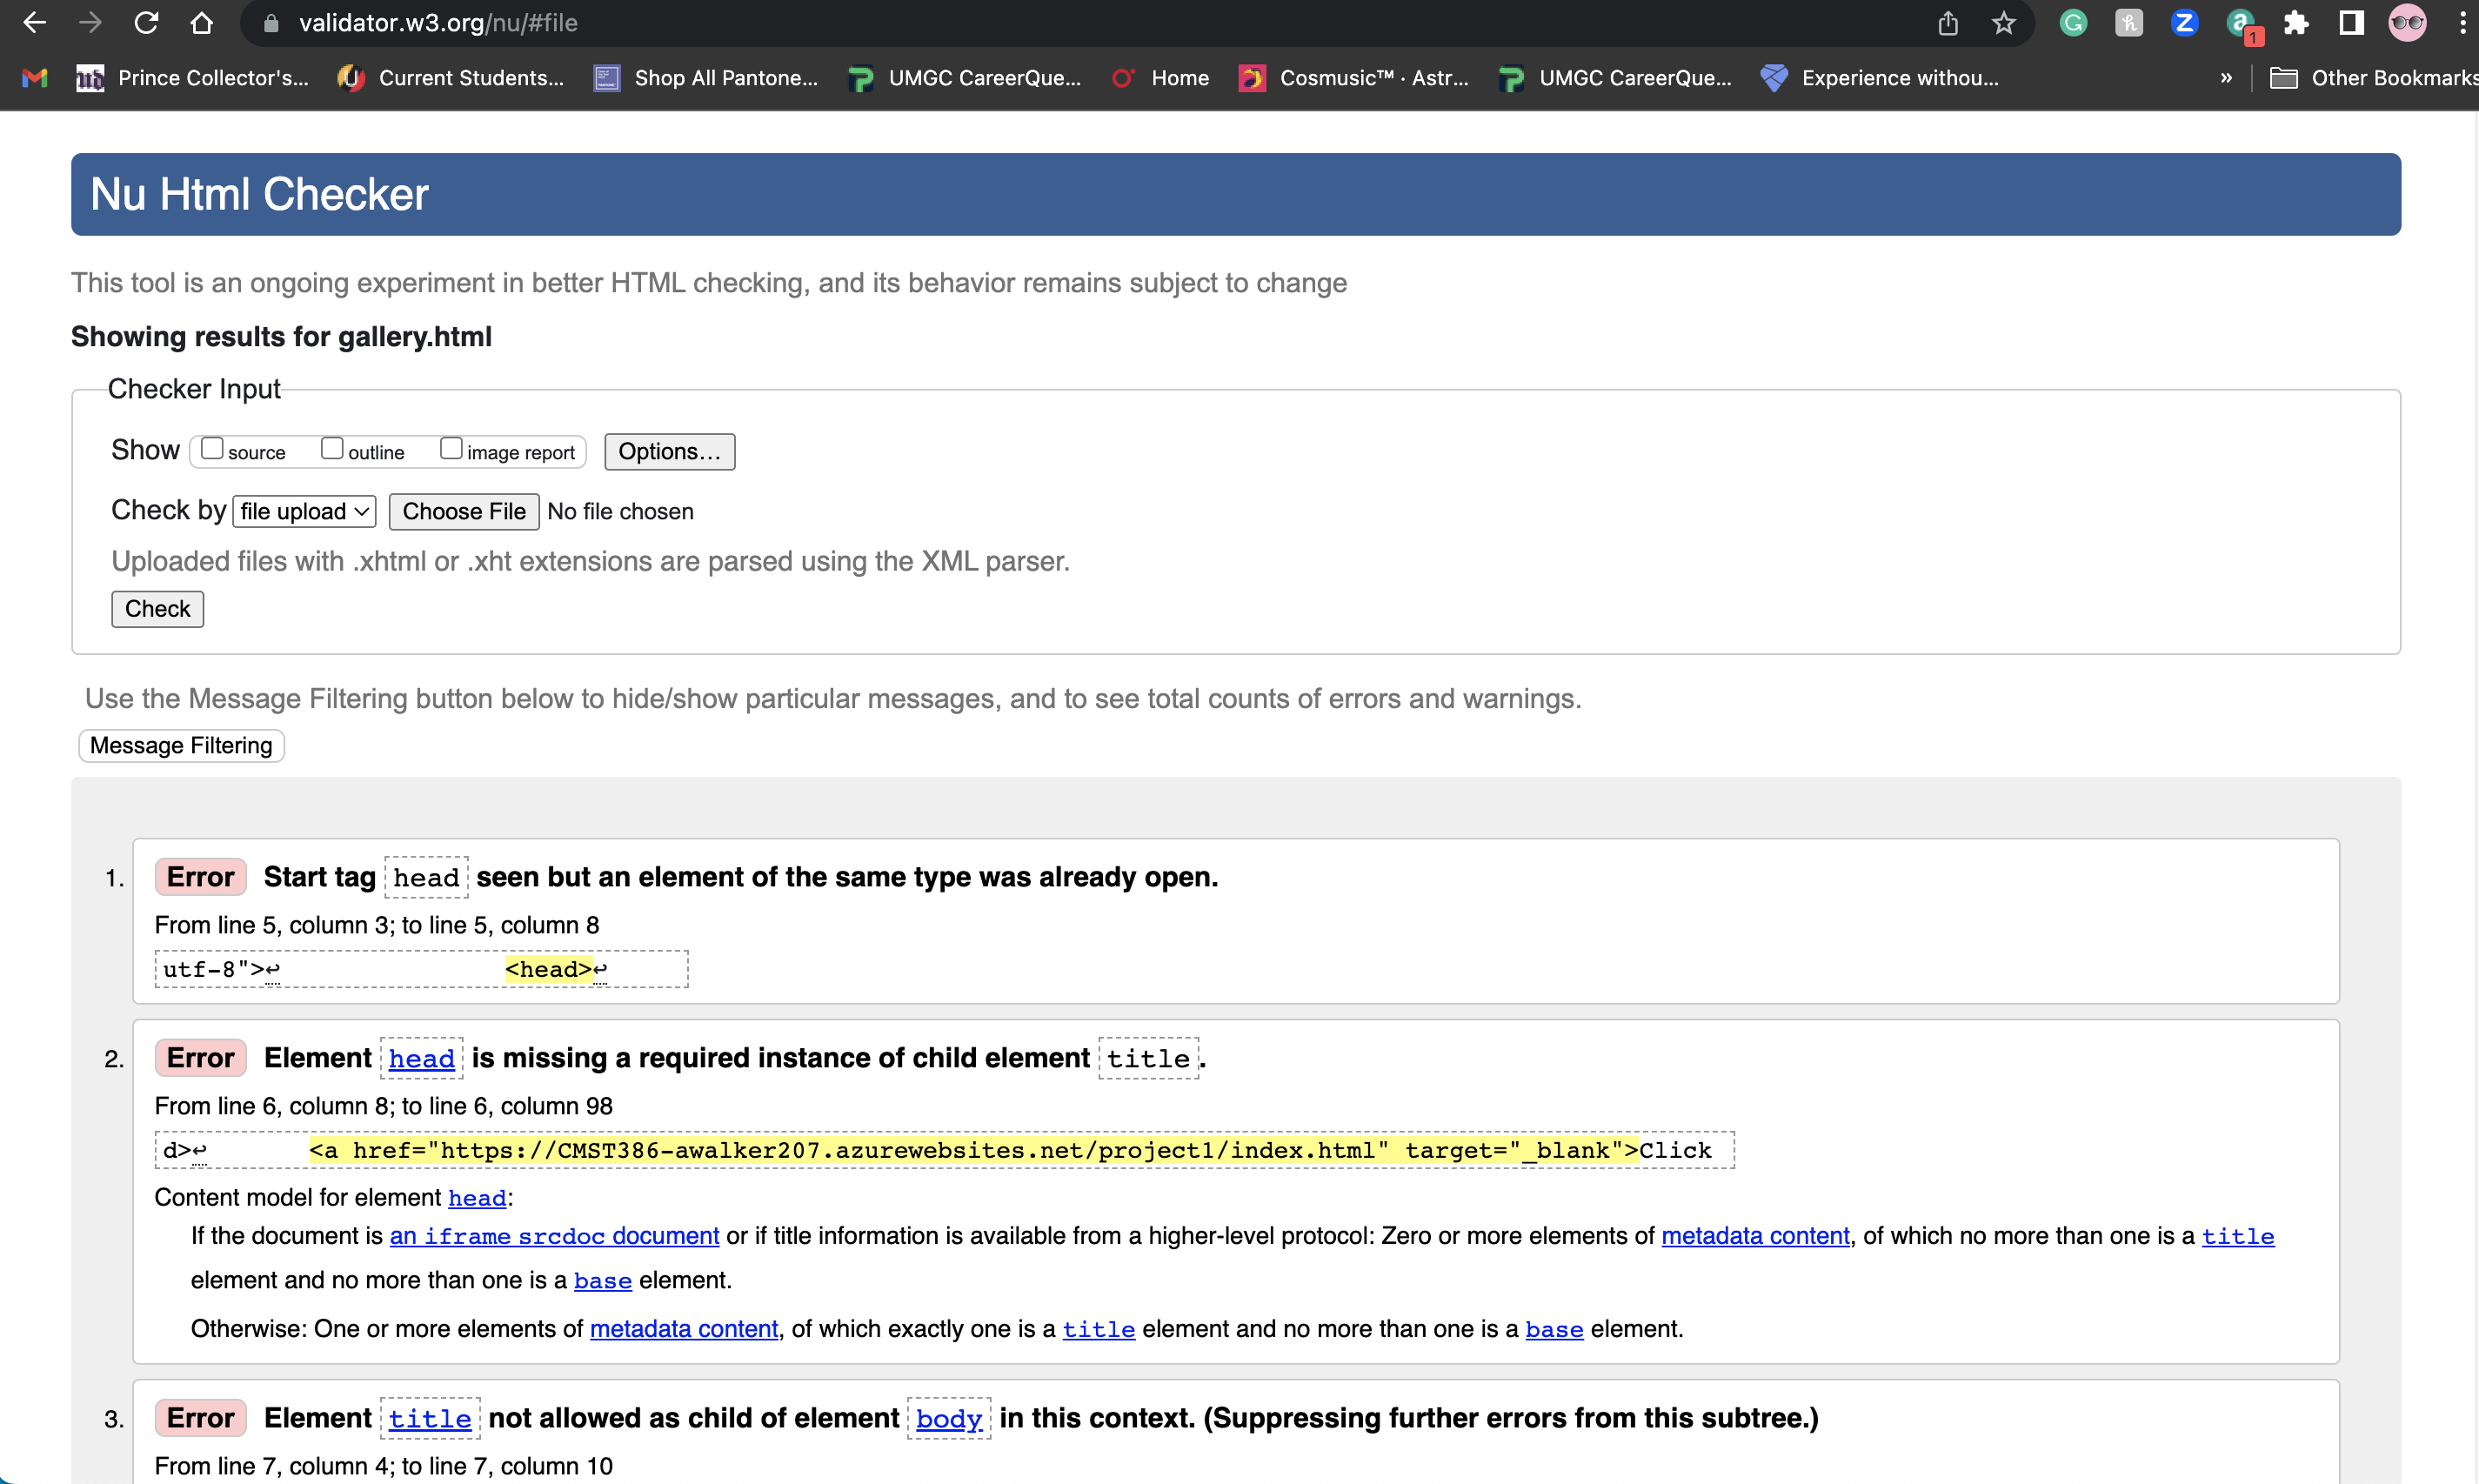 validator.w3.org/nu/#file
1
Prince Collector's... Current Students... Shop All Pantone... UMGC CareerQue... Home Cosmusic™ · Astr... UMGC CareerQue... Experience withou... » Other Bookmarks
Nu Html Checker
This tool is an ongoing experiment in better HTML checking, and its behavior remains subject to change
Showing results for gallery.html
Checker Input
Show source outline image report Options...
Check by file upload Choose File No file chosen
Uploaded files with .xhtml or .xht extensions are parsed using the XML parser.
Check
Use the Message Filtering button below to hide/show particular messages, and to see total counts of errors and warnings.
Message Filtering
1. Error Start tag head seen but an element of the same type was already open.
From line 5, column 3; to line 5, column 8
utf-8">↩ <head>↩
2. Error Element head is missing a required instance of child element title.
From line 6, column 8; to line 6, column 98
d>↩ <a href="https://CMST386-awalker207.azurewebsites.net/project1/index.html" target="_blank">Click
Content model for element head:
If the document is an iframe srcdoc document or if title information is available from a higher-level protocol: Zero or more elements of metadata content, of which no more than one is a title
element and no more than one is a base element.
Otherwise: One or more elements of metadata content, of which exactly one is a title element and no more than one is a base element.
3. Error Element title not allowed as child of element body in this context. (Suppressing further errors from this subtree.)
From line 7, column 4; to line 7, column 10